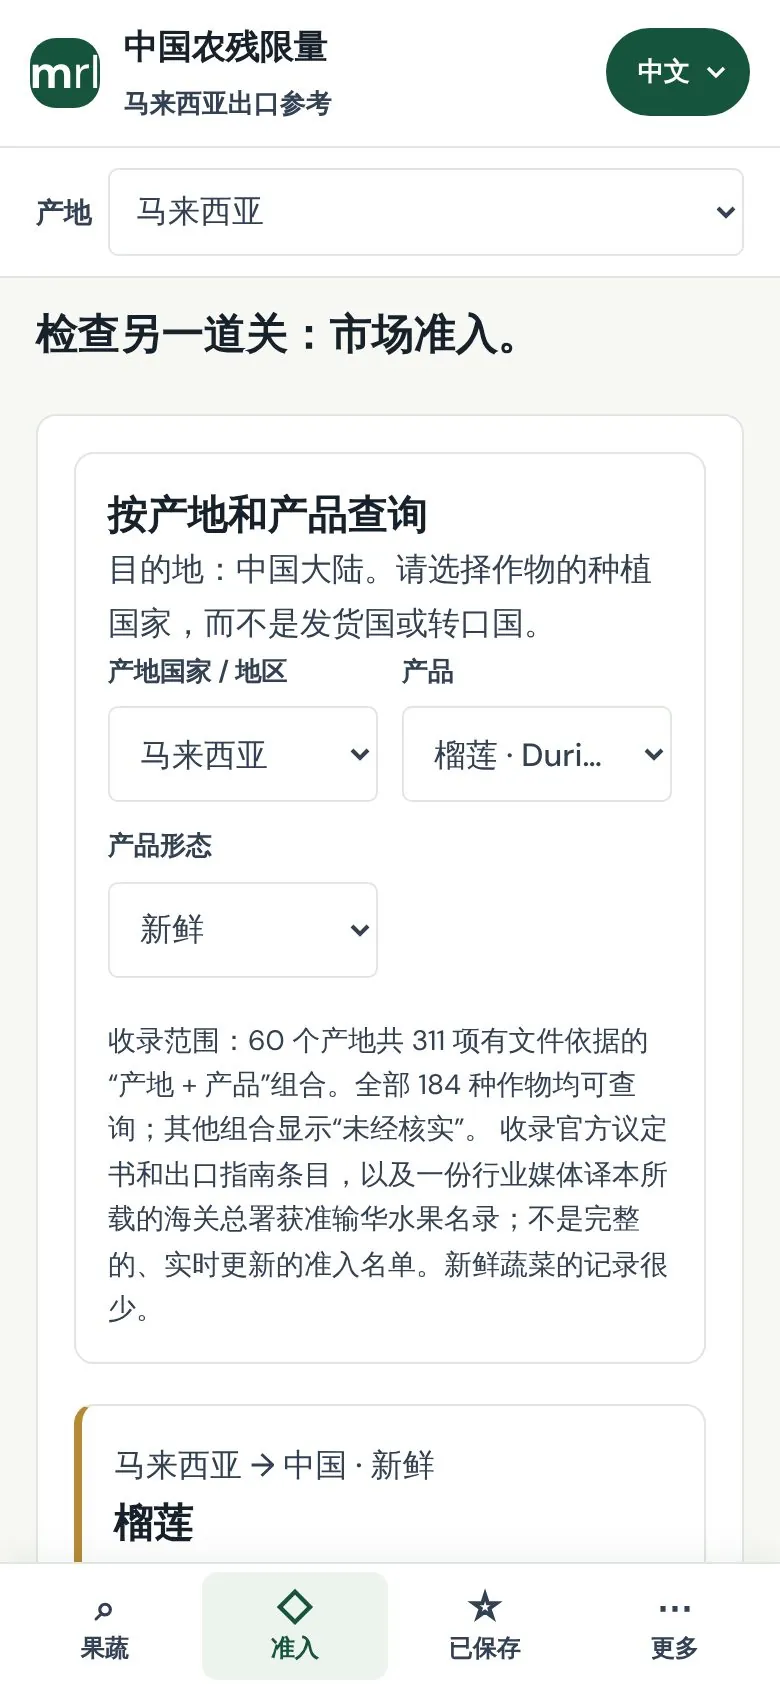 mrl
中国农残限量
马来西亚出口参考
中文
产地
马来西亚
检查另一道关：市场准入。
按产地和产品查询
目的地：中国大陆。请选择作物的种植
国家，而不是发货国或转口国。
产地国家 / 地区
产品
马来西亚
榴莲 · Duri...
产品形态
新鲜
收录范围：60 个产地共 311 项有文件依据的
“产地 + 产品”组合。全部 184 种作物均可查
询；其他组合显示“未经核实”。 收录官方议定
书和出口指南条目，以及一份行业媒体译本所
载的海关总署获准输华水果名录；不是完整
的、实时更新的准入名单。新鲜蔬菜的记录很
少。
马来西亚 → 中国 · 新鲜
榴莲
果蔬
准入
已保存
更多